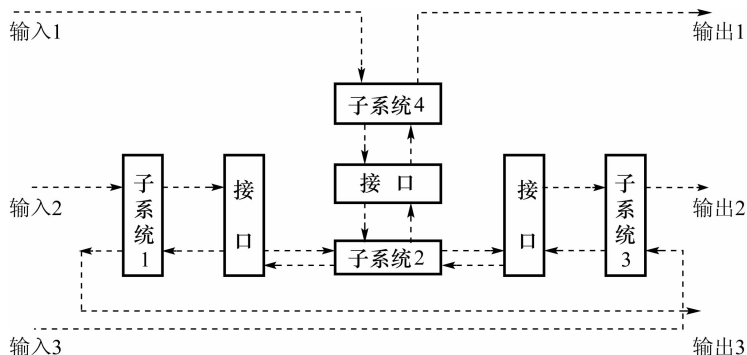 输入1
输出1
子系统4
接 口
输入2
子系统1
接口
子系统2
接口
子系统3
输出2
输入3
输出3